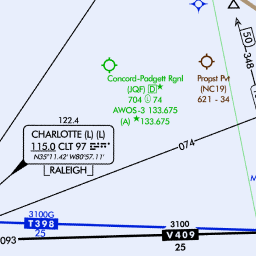 50
348
Concord-Padgett Rgnl
(JQF) D★
704 74
AWOS-3 133.675
(A) ★133.675
Propst Pvt
(NC19)
621 - 34
122.4
CHARLOTTE (L) (L)
115.0 CLT 97
N35°11.42' W80°57.11'
RALEIGH
074
3100G
T398
25
093
3100
V409
25